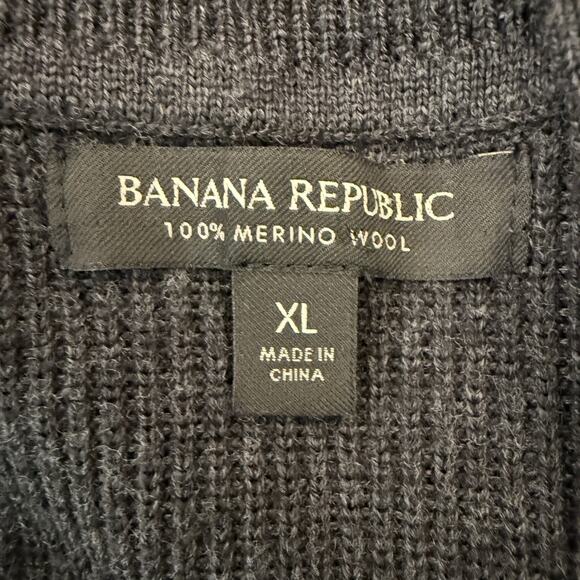 BANANA REPUBLIC
100% MERINO WOOL
XL
MADE IN
CHINA